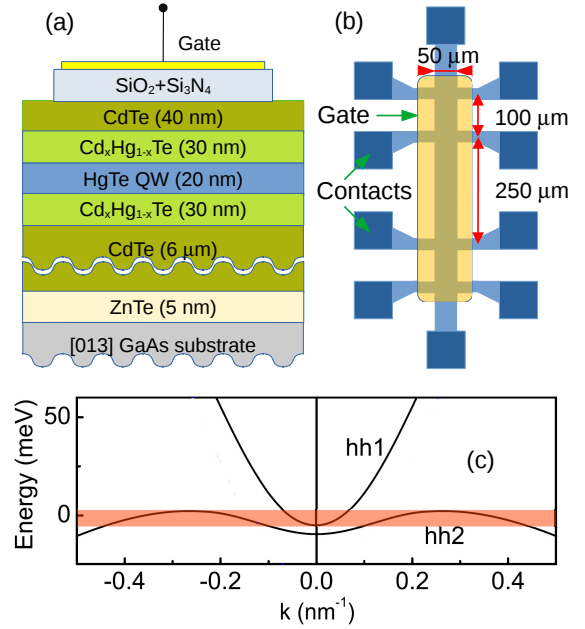 (a)
Gate
SiO₂+Si₃N₄
CdTe (40 nm)
CdₓHg₁₋ₓTe (30 nm)
HgTe QW (20 nm)
CdₓHg₁₋ₓTe (30 nm)
CdTe (6 μm)
ZnTe (5 nm)
[013] GaAs substrate
(b)
50 μm
Gate
100 μm
Contacts
250 μm
(c)
Energy (meV)
50
0
hh1
hh2
-0.4 -0.2 0.0 0.2 0.4
k (nm⁻¹)